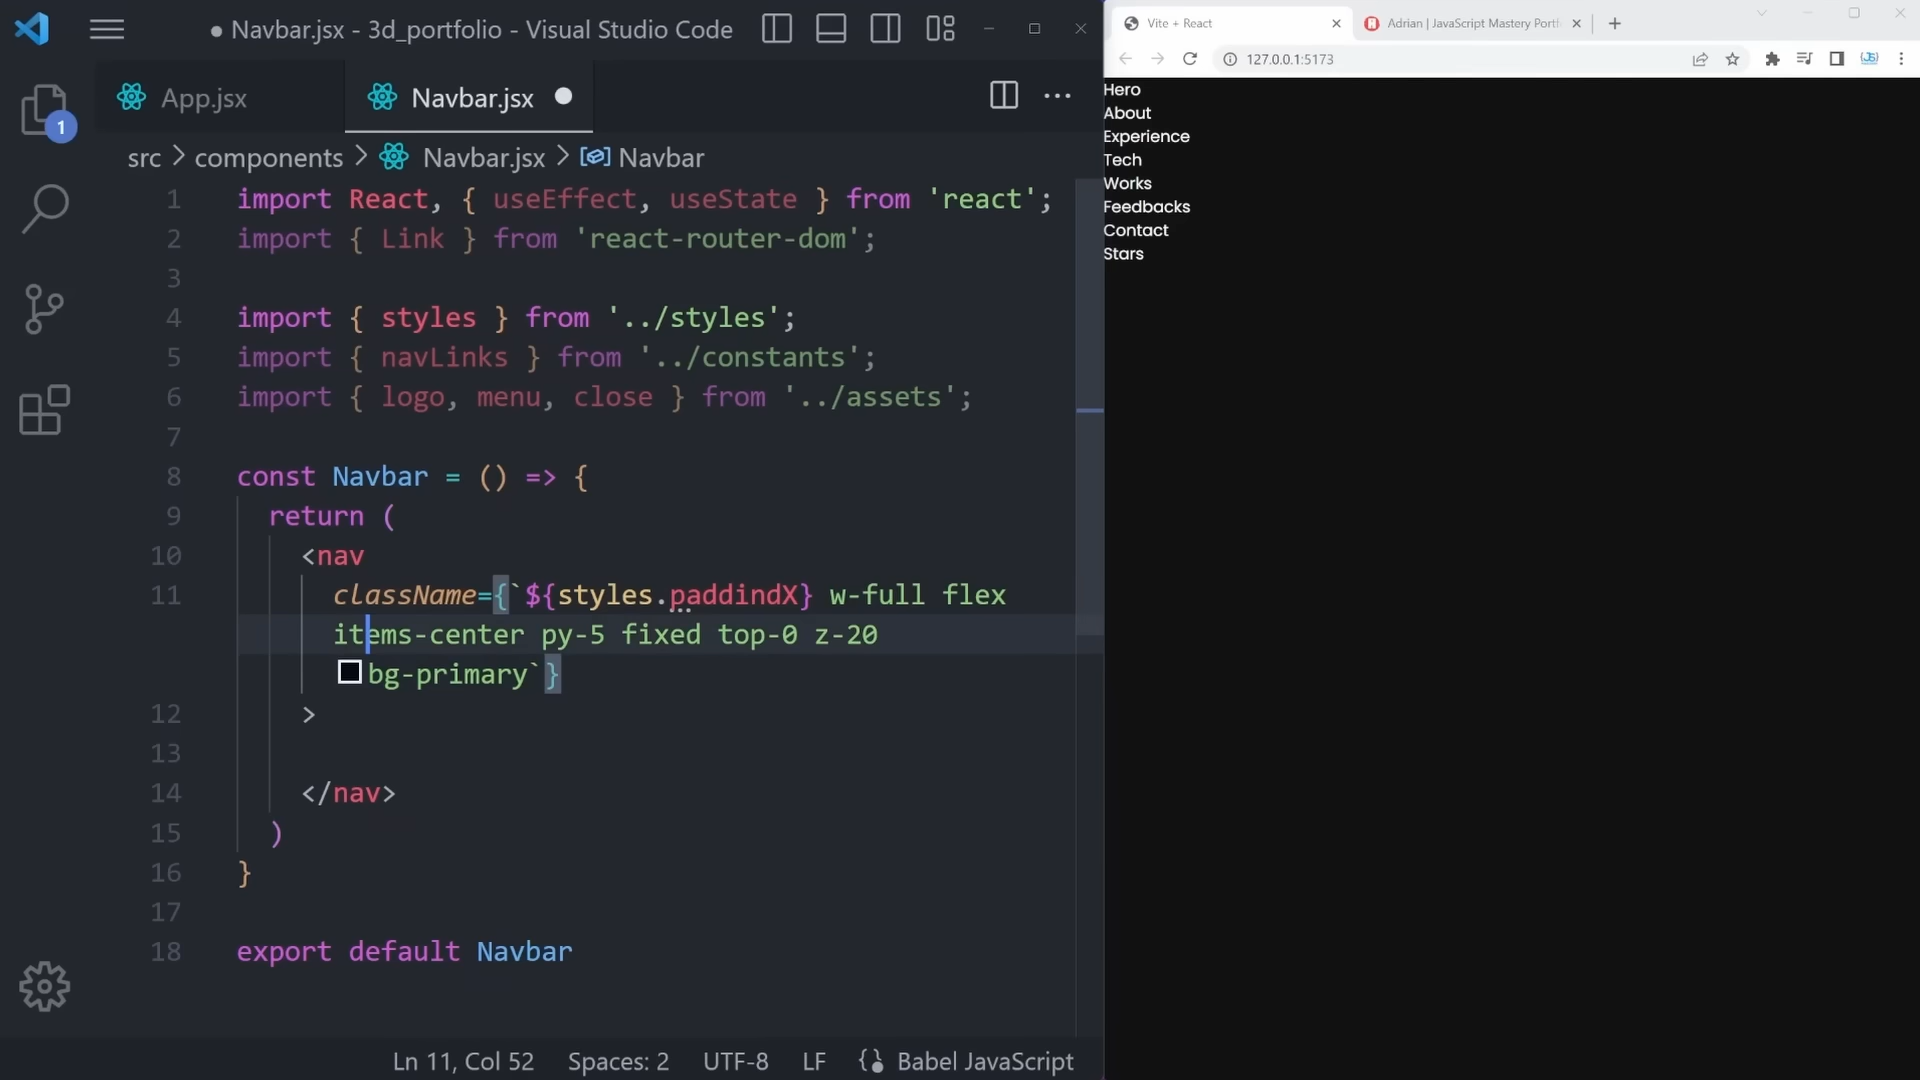 Navbar.jsx - 3d_portfolio - Visual Studio Code
App.jsx
Navbar.jsx
1
src > components > Navbar.jsx > Navbar
1 import React, { useEffect, useState } from 'react';
2 import { Link } from 'react-router-dom';
3
4 import { styles } from '../styles';
5 import { navLinks } from '../constants';
6 import { logo, menu, close } from '../assets';
7
8 const Navbar = () => {
9 return (
10 <nav
11 className={`${styles.paddindX} w-full flex
items-center py-5 fixed top-0 z-20
bg-primary`}
12 >
13
14 </nav>
15 )
16 }
17
18 export default Navbar
Ln 11, Col 52 Spaces: 2 UTF-8 LF Babel JavaScript
Vite + React
Adrian | JavaScript Mastery Portf
127.0.0.1:5173
Hero
About
Experience
Tech
Works
Feedbacks
Contact
Stars